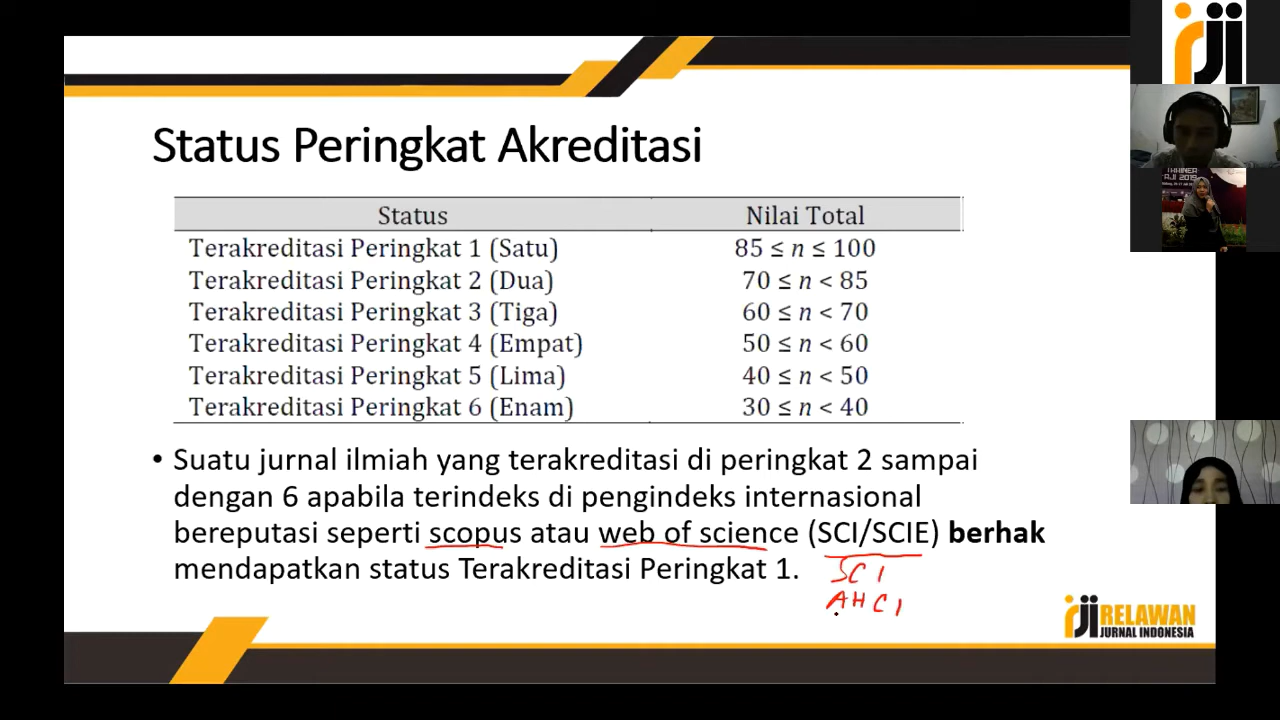 Status Peringkat Akreditasi
Status Nilai Total
Terakreditasi Peringkat 1 (Satu) 85 ≤ n ≤ 100
Terakreditasi Peringkat 2 (Dua) 70 ≤ n < 85
Terakreditasi Peringkat 3 (Tiga) 60 ≤ n < 70
Terakreditasi Peringkat 4 (Empat) 50 ≤ n < 60
Terakreditasi Peringkat 5 (Lima) 40 ≤ n < 50
Terakreditasi Peringkat 6 (Enam) 30 ≤ n < 40
• Suatu jurnal ilmiah yang terakreditasi di peringkat 2 sampai
dengan 6 apabila terindeks di pengindeks internasional
bereputasi seperti scopus atau web of science (SCI/SCIE) berhak
mendapatkan status Terakreditasi Peringkat 1.
SCI
AHCI
rji RELAWAN
JURNAL INDONESIA
rji
2019